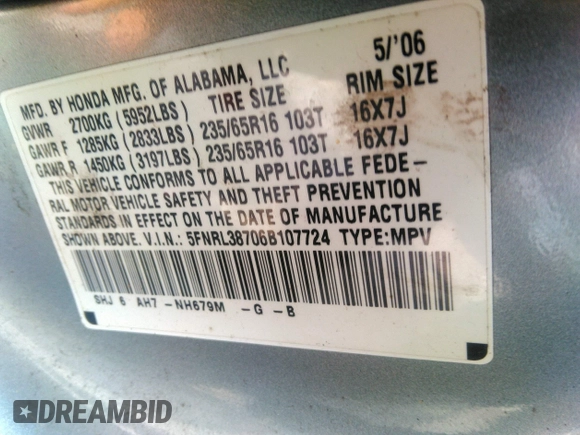 MFD. BY HONDA MFG. OF ALABAMA, LLC 5/'06
GVWR 2700KG (5952LBS) TIRE SIZE RIM SIZE
GAWR F 1285KG (2833LBS) 235/65R16 103T 16X7J
GAWR R 1450KG (3197LBS) 235/65R16 103T 16X7J
THIS VEHICLE CONFORMS TO ALL APPLICABLE FEDE-
RAL MOTOR VEHICLE SAFETY AND THEFT PREVENTION
STANDARDS IN EFFECT ON THE DATE OF MANUFACTURE
SHOWN ABOVE. V.I.N.: 5FNRL38706B107724 TYPE:MPV
SHJ 6 AH7 -NH679M -G -B
DREAMBID